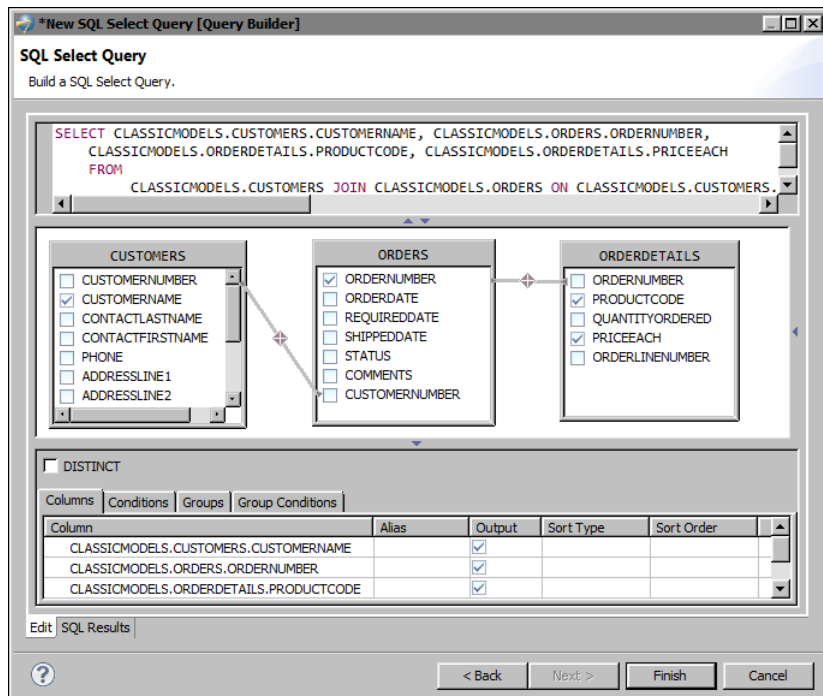 *New SQL Select Query [Query Builder]
SQL Select Query
Build a SQL Select Query.
SELECT CLASSICMODELS.CUSTOMERS.CUSTOMERNAME, CLASSICMODELS.ORDERS.ORDERNUMBER,
CLASSICMODELS.ORDERDETAILS.PRODUCTCODE, CLASSICMODELS.ORDERDETAILS.PRICEEACH
FROM
CLASSICMODELS.CUSTOMERS JOIN CLASSICMODELS.ORDERS ON CLASSICMODELS.CUSTOMERS.
CUSTOMERS
CUSTOMERNUMBER
CUSTOMERNAME
CONTACTLASTNAME
CONTACTFIRSTNAME
PHONE
ADDRESSLINE1
ADDRESSLINE2
ORDERS
ORDERNUMBER
ORDERDATE
REQUIREDDATE
SHIPPEDDATE
STATUS
COMMENTS
CUSTOMERNUMBER
ORDERDETAILS
ORDERNUMBER
PRODUCTCODE
QUANTITYORDERED
PRICEEACH
ORDERLINENUMBER
DISTINCT
Columns Conditions Groups Group Conditions
Column Alias Output Sort Type Sort Order
CLASSICMODELS.CUSTOMERS.CUSTOMERNAME
CLASSICMODELS.ORDERS.ORDERNUMBER
CLASSICMODELS.ORDERDETAILS.PRODUCTCODE
Edit SQL Results
? < Back Next > Finish Cancel